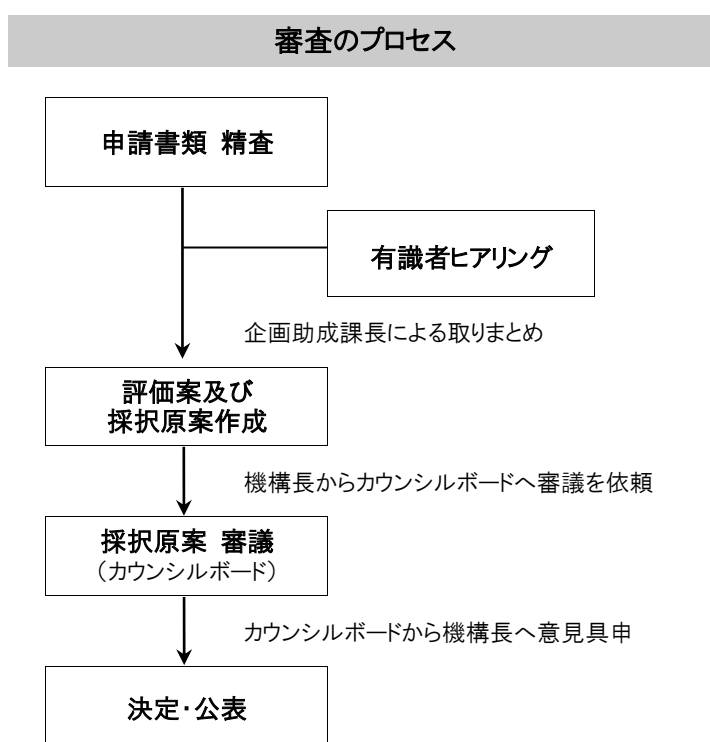 審査のプロセス
申請書類 精査
有識者ヒアリング
企画助成課長による取りまとめ
評価案及び
採択原案作成
機構長からカウンシルボードへ審議を依頼
採択原案 審議
（カウンシルボード）
カウンシルボードから機構長へ意見具申
決定・公表